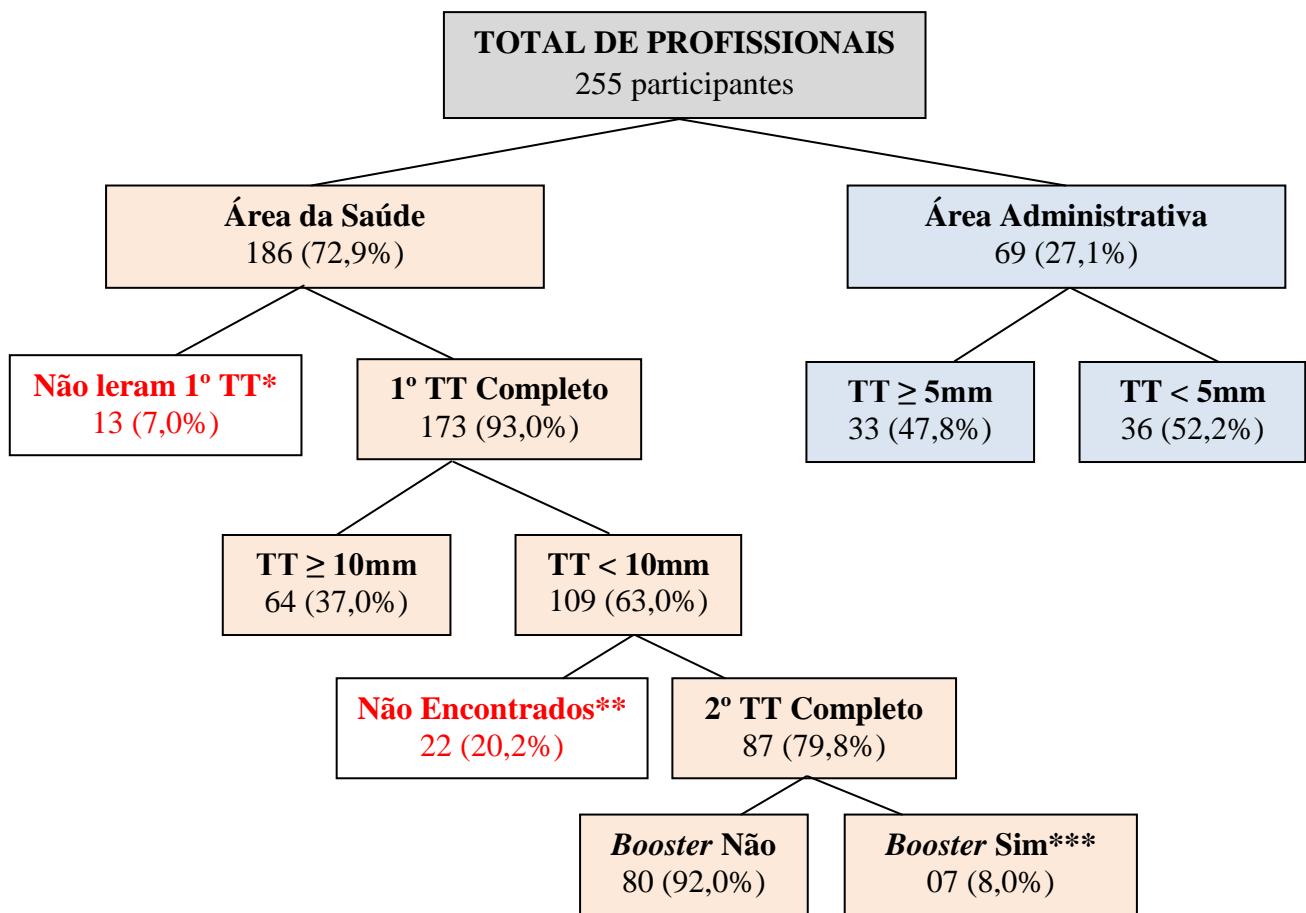 TOTAL DE PROFISSIONAIS
255 participantes
Área da Saúde
186 (72,9%)
Área Administrativa
69 (27,1%)
Não leram 1º TT*
13 (7,0%)
1º TT Completo
173 (93,0%)
TT ≥ 5mm
33 (47,8%)
TT < 5mm
36 (52,2%)
TT ≥ 10mm
64 (37,0%)
TT < 10mm
109 (63,0%)
Não Encontrados**
22 (20,2%)
2º TT Completo
87 (79,8%)
Booster Não
80 (92,0%)
Booster Sim***
07 (8,0%)